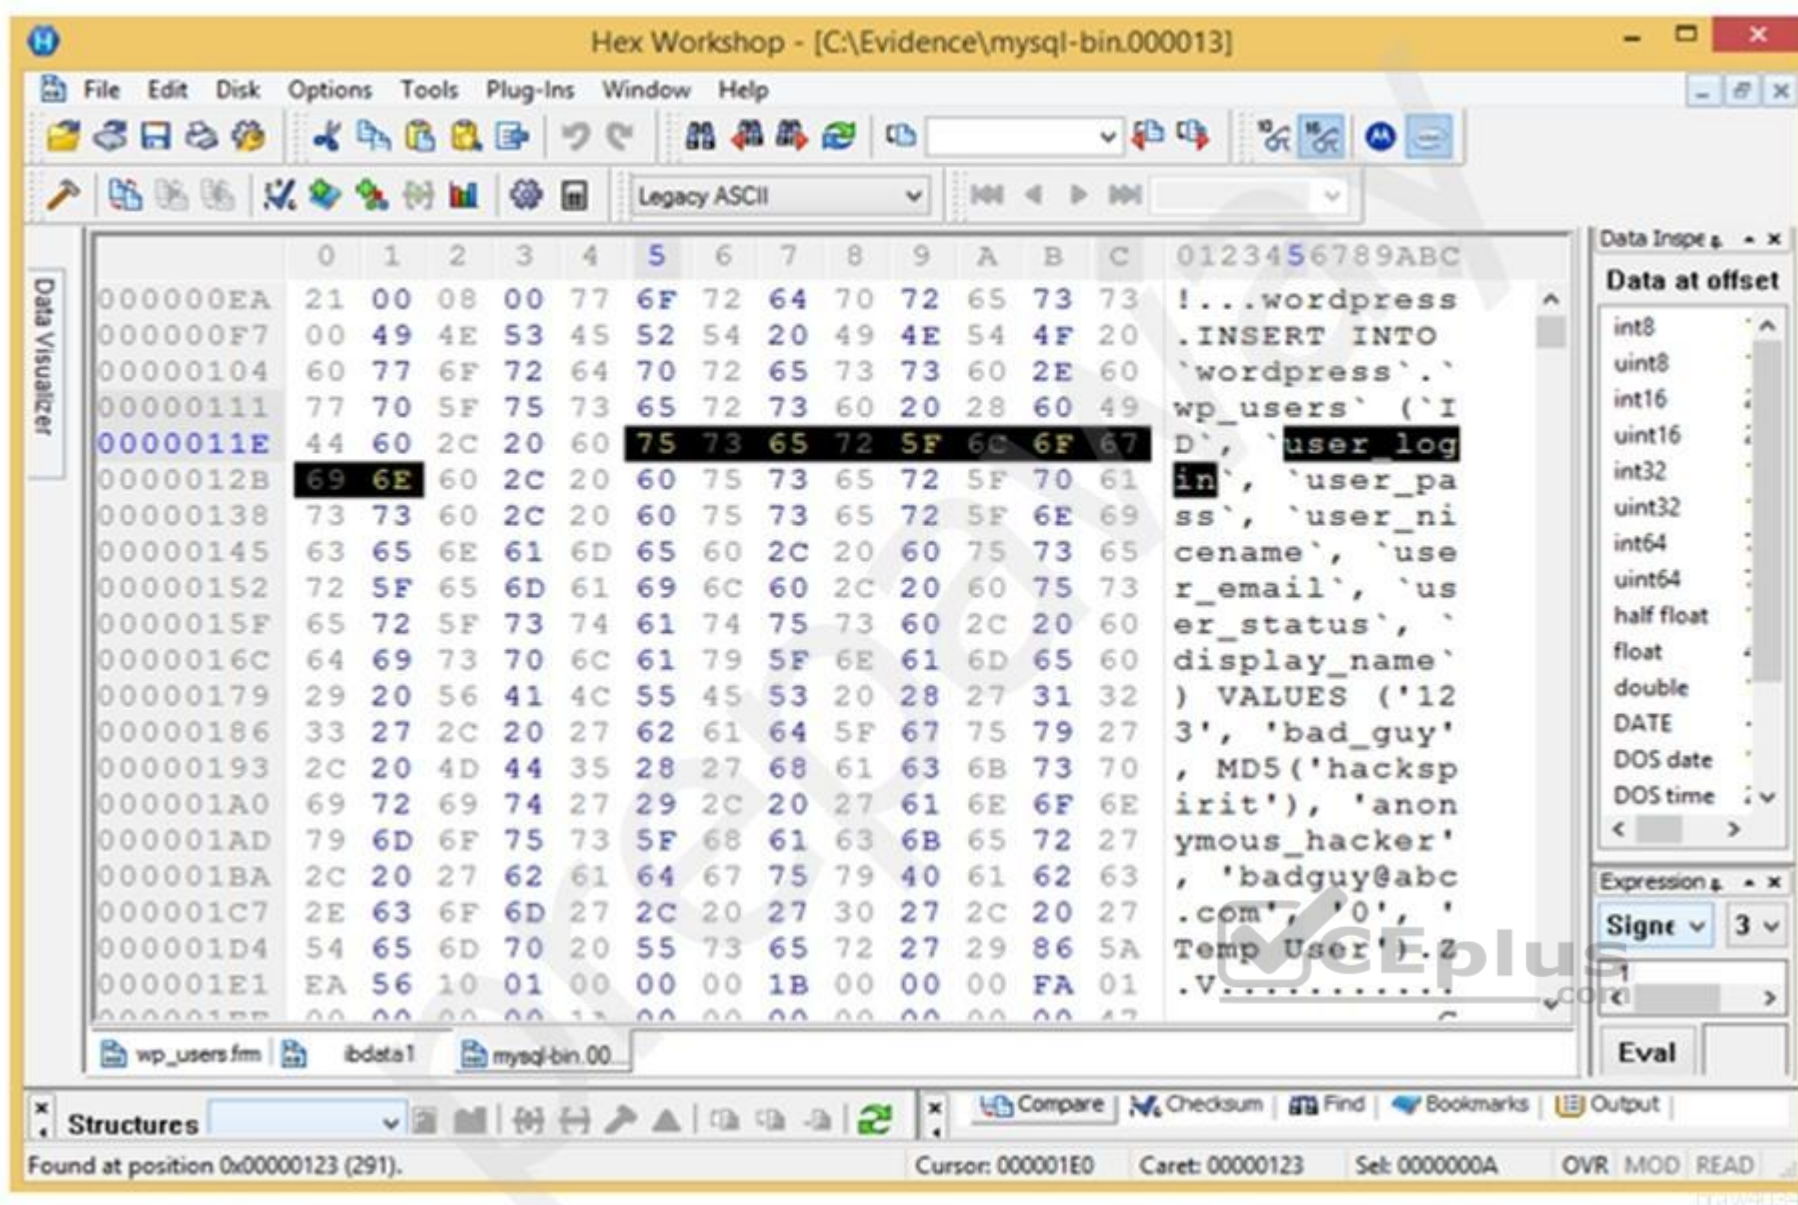 Hex Workshop - [C:\Evidence\mysql-bin.000013]
File Edit Disk Options Tools Plug-Ins Window Help
Legacy ASCII
Data Visualizer
0 1 2 3 4 5 6 7 8 9 A B C 0123456789ABC
000000EA 21 00 08 00 77 6F 72 64 70 72 65 73 73 !...wordpress
000000F7 00 49 4E 53 45 52 54 20 49 4E 54 4F 20 .INSERT INTO
00000104 60 77 6F 72 64 70 72 65 73 73 60 2E 60 `wordpress`.`
00000111 77 70 5F 75 73 65 72 73 60 20 28 60 49 wp_users` (`I
0000011E 44 60 2C 20 60 75 73 65 72 5F 6C 6F 67 D`, `user_log
0000012B 69 6E 60 2C 20 60 75 73 65 72 5F 70 61 in`, `user_pa
00000138 73 73 60 2C 20 60 75 73 65 72 5F 6E 69 ss`, `user_ni
00000145 63 65 6E 61 6D 65 60 2C 20 60 75 73 65 cename`, `use
00000152 72 5F 65 6D 61 69 6C 60 2C 20 60 75 73 r_email`, `us
0000015F 65 72 5F 73 74 61 74 75 73 60 2C 20 60 er_status`, `
0000016C 64 69 73 70 6C 61 79 5F 6E 61 6D 65 60 display_name`
00000179 29 20 56 41 4C 55 45 53 20 28 27 31 32 ) VALUES ('12
00000186 33 27 2C 20 27 62 61 64 5F 67 75 79 27 3', 'bad_guy'
00000193 2C 20 4D 44 35 28 27 68 61 63 6B 73 70 , MD5('hacksp
000001A0 69 72 69 74 27 29 2C 20 27 61 6E 6F 6E irit'), 'anon
000001AD 79 6D 6F 75 73 5F 68 61 63 6B 65 72 27 ymous_hacker'
000001BA 2C 20 27 62 61 64 67 75 79 40 61 62 63 , 'badguy@abc
000001C7 2E 63 6F 6D 27 2C 20 27 30 27 2C 20 27 .com', '0', '
000001D4 54 65 6D 70 20 55 73 65 72 27 29 86 5A Temp User').Z
000001E1 EA 56 10 01 00 00 00 1B 00 00 00 FA 01 .V...........
Data Inspe
Data at offset
int8
uint8
int16
uint16
int32
uint32
int64
uint64
half float
float
double
DATE
DOS date
DOS time
Expression
Signe 3
1
Eval
wp_users.frm ibdata1 mysql-bin.00...
Structures
Compare Checksum Find Bookmarks Output
Found at position 0x00000123 (291). Cursor: 000001E0 Caret: 00000123 Sel: 0000000A OVR MOD READ
prepaway
CEplus
.com